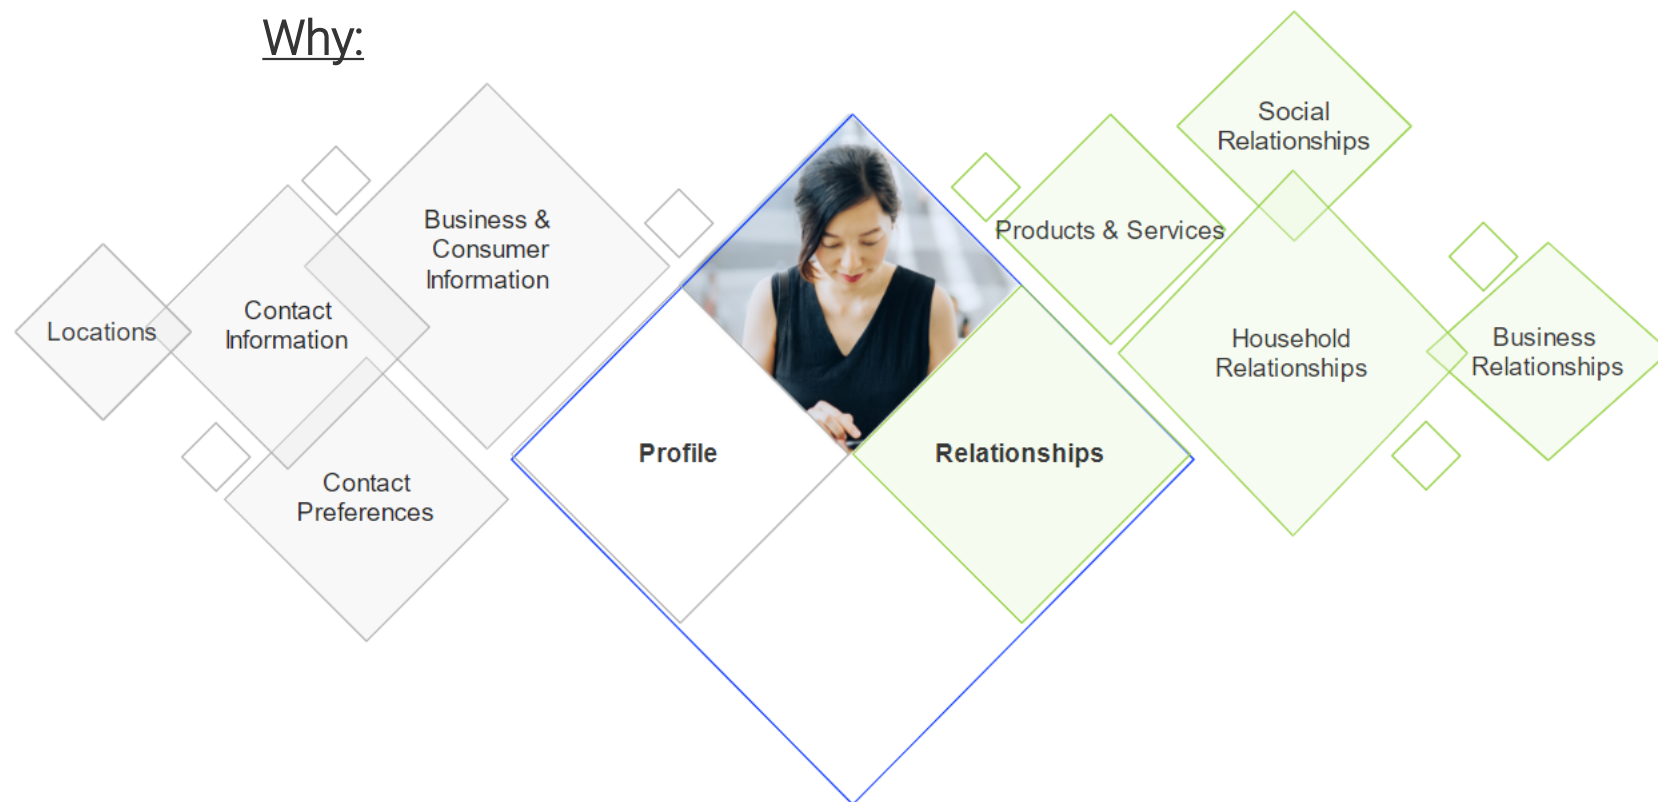 Why:
Social
Relationships
Business &
Consumer
Information
Products & Services
Contact
Information
Locations
Household
Relationships
Business
Relationships
Profile
Relationships
Contact
Preferences